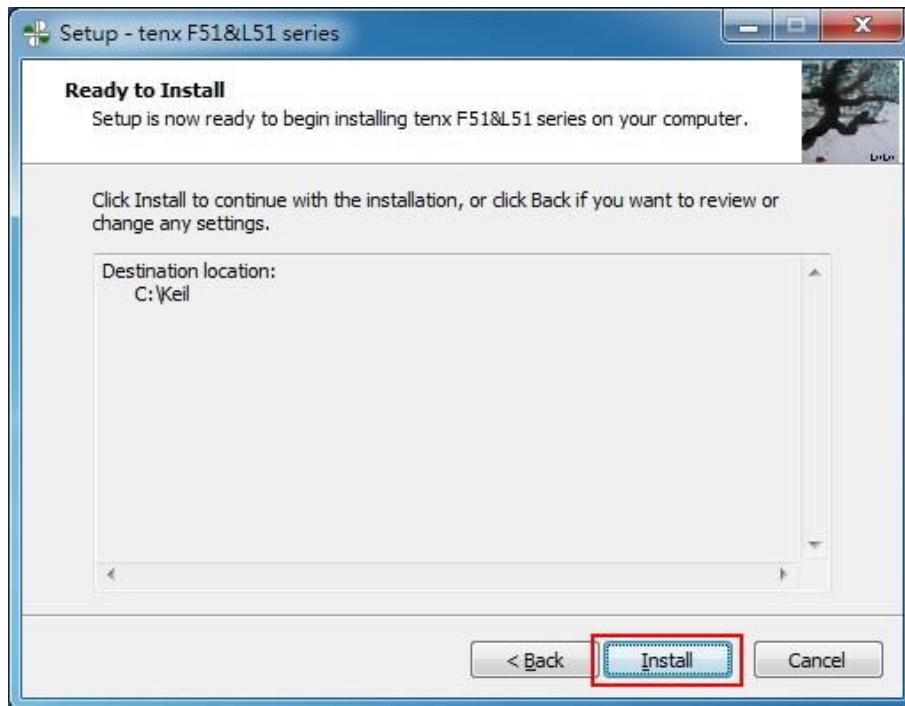 Setup - tenx F51&L51 series
Ready to Install
Setup is now ready to begin installing tenx F51&L51 series on your computer.
Click Install to continue with the installation, or click Back if you want to review or
change any settings.
Destination location:
C:\Keil
< Back
Install
Cancel